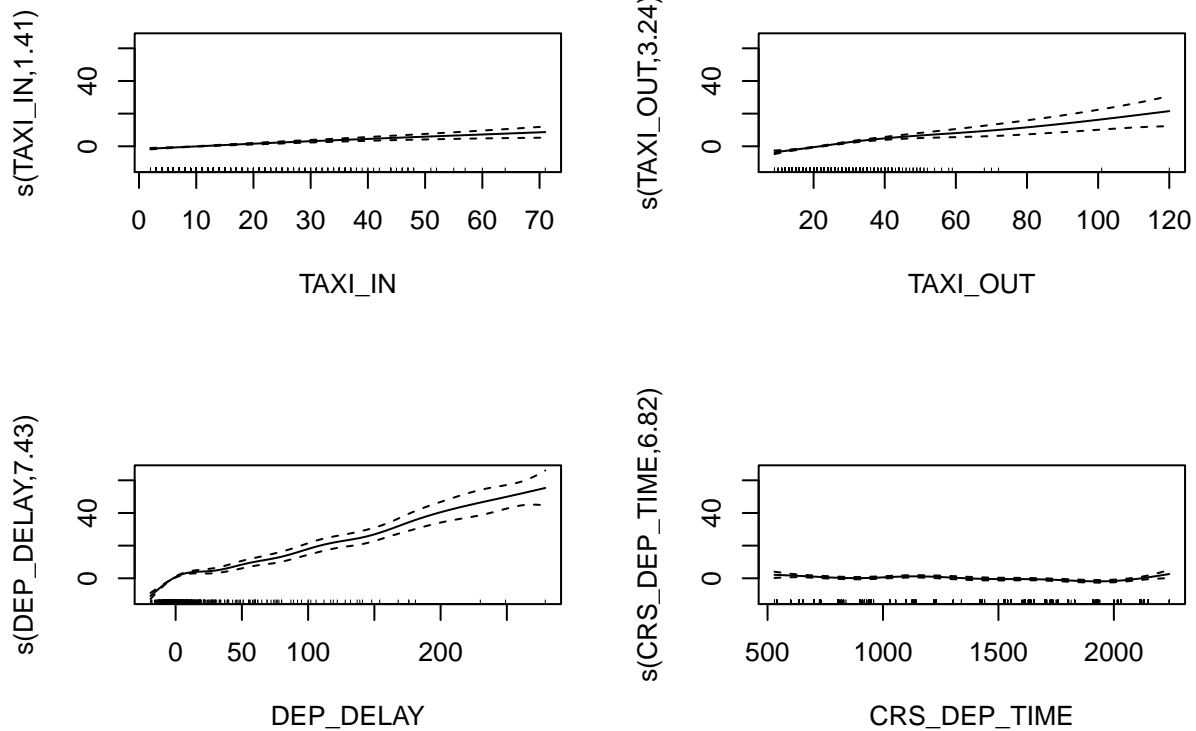 s(TAXI_IN,1.41)
0
40
0 10 20 30 40 50 60 70
TAXI_IN
s(TAXI_OUT,3.24)
0
40
20 40 60 80 100 120
TAXI_OUT
s(DEP_DELAY,7.43)
0
40
0 50 100 200
DEP_DELAY
s(CRS_DEP_TIME,6.82)
0
40
500 1000 1500 2000
CRS_DEP_TIME